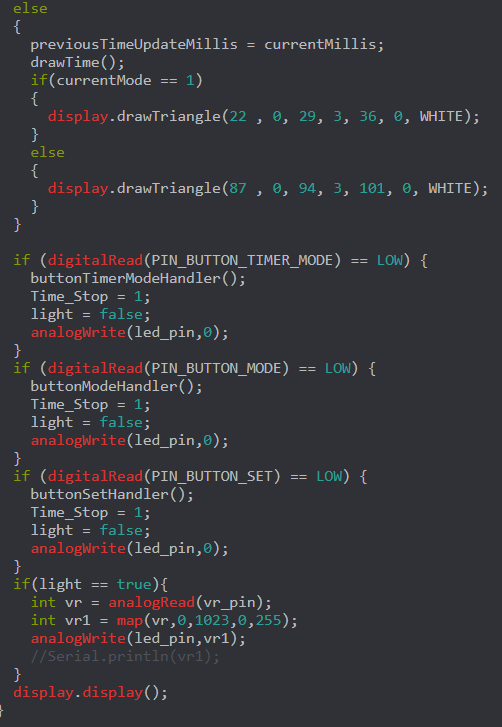 else
{
previousTimeUpdateMillis = currentMillis;
drawTime();
if(currentMode == 1)
{
display.drawTriangle(22 , 0, 29, 3, 36, 0, WHITE);
}
else
{
display.drawTriangle(87 , 0, 94, 3, 101, 0, WHITE);
}
}
if (digitalRead(PIN_BUTTON_TIMER_MODE) == LOW) {
buttonTimerModeHandler();
Time_Stop = 1;
light = false;
analogWrite(led_pin,0);
}
if (digitalRead(PIN_BUTTON_MODE) == LOW) {
buttonModeHandler();
Time_Stop = 1;
light = false;
analogWrite(led_pin,0);
}
if (digitalRead(PIN_BUTTON_SET) == LOW) {
buttonSetHandler();
Time_Stop = 1;
light = false;
analogWrite(led_pin,0);
}
if(light == true){
int vr = analogRead(vr_pin);
int vr1 = map(vr,0,1023,0,255);
analogWrite(led_pin,vr1);
//Serial.println(vr1);
}
display.display();
}